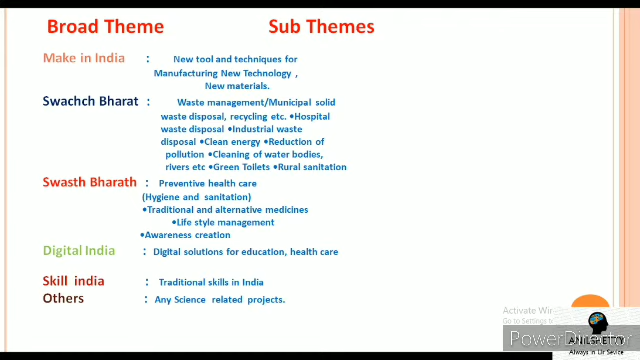 Broad Theme Sub Themes
Make in India : New tool and techniques for
Manufacturing New Technology ,
New materials.
Swachch Bharat : Waste management/Municipal solid
waste disposal, recycling etc. •Hospital
waste disposal •Industrial waste
disposal •Clean energy •Reduction of
pollution •Cleaning of water bodies,
rivers etc •Green Toilets •Rural sanitation
Swasth Bharath : Preventive health care
(Hygiene and sanitation)
•Traditional and alternative medicines
•Life style management
•Awareness creation
Digital India : Digital solutions for education, health care
Skill india : Traditional skills in India
Others : Any Science related projects.
Activate Win
Go to Settings t
PowerDirector
Always in Ur Sevice